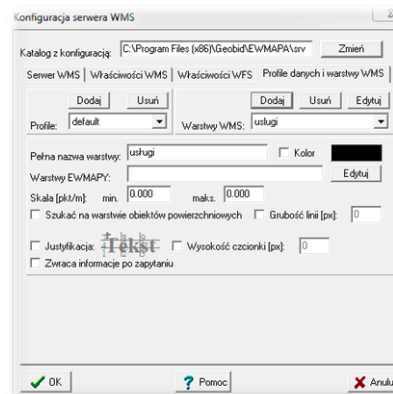 Konfiguracja serwera WMS
Katalog z konfiguracją: C:\Program Files (x86)\Geobid\EWMAPA\srv Zmień
Serwer WMS Właściwości WMS Właściwości WFS Profile danych i warstwy WMS
Dodaj Usuń Dodaj Usuń Edytuj
Profile: default Warstwy WMS: usługi
Pełna nazwa warstwy: usługi Kolor
Warstwy EWMAPY: Edytuj
Skala [pkt/m]: min. 0.000 maks. 0.000
Szukać na warstwie obiektów powierzchniowych Grubość linii [px]: 0
Justyfikacja: Tekst Wysokość czcionki [px]: 0
Zwraca informacje po zapytaniu
OK Pomoc Anulu